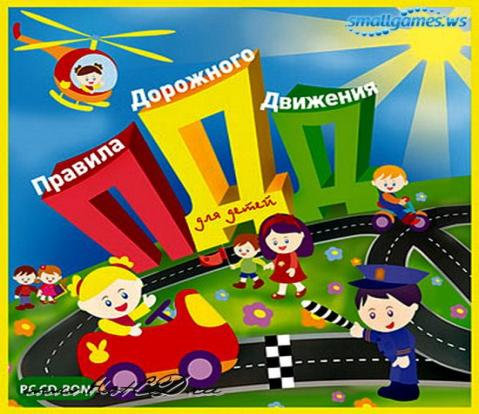 smallgames.ws
Правила
Дорожного
Движения
ПДД
для детей
PC CD-ROM